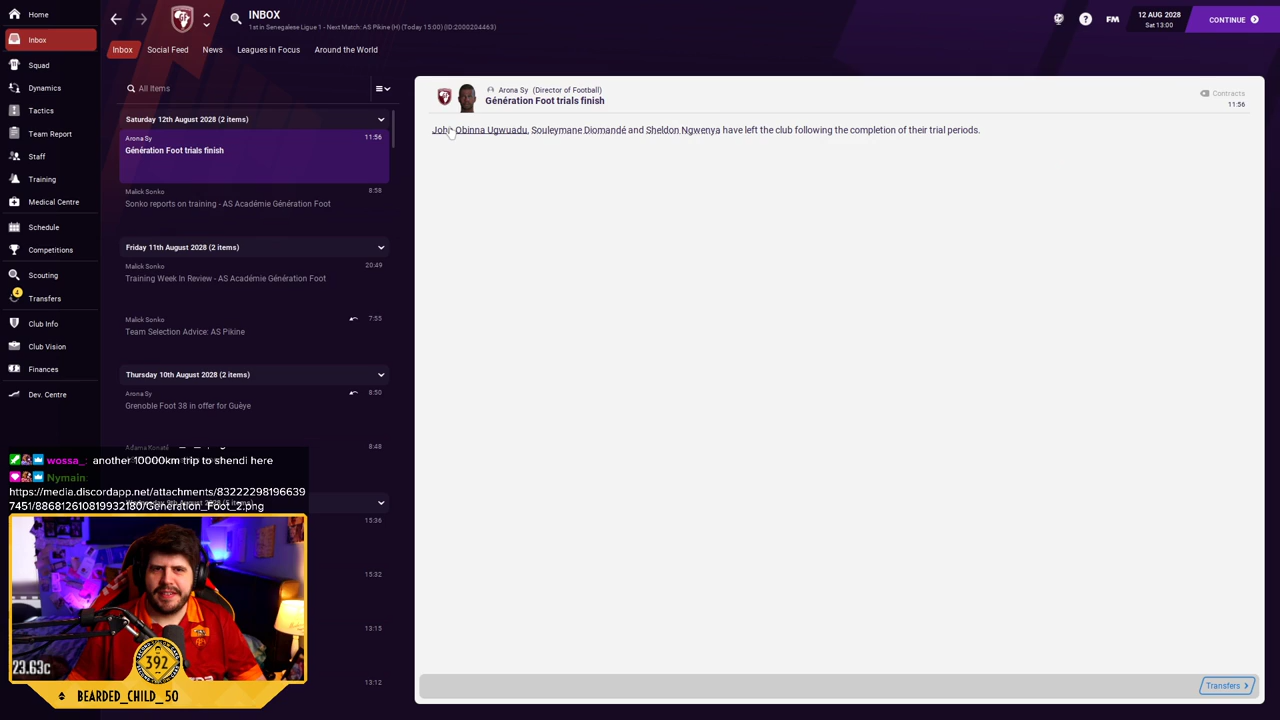 Home
Inbox
Squad
Dynamics
Tactics
Team Report
Staff
Training
Medical Centre
Schedule
Competitions
Scouting
4
Transfers
Club Info
Club Vision
Finances
Dev. Centre
INBOX
1st in Senegalese Ligue 1 - Next Match: AS Pikine (H) (Today 15:00) (ID:2000204463)
?
FM
12 AUG 2028
Sat 13:00
CONTINUE
Inbox
Social Feed
News
Leagues in Focus
Around the World
All Items
Saturday 12th August 2028 (2 items)
Arona Sy
11:56
Génération Foot trials finish
Malick Sonko
8:58
Sonko reports on training - AS Académie Génération Foot
Friday 11th August 2028 (2 items)
Malick Sonko
20:49
Training Week In Review - AS Académie Génération Foot
Malick Sonko
7:55
Team Selection Advice: AS Pikine
Thursday 10th August 2028 (2 items)
Arona Sy
8:50
Grenoble Foot 38 in offer for Guèye
8:48
15:36
15:32
13:15
13:12
Arona Sy (Director of Football)
Génération Foot trials finish
Contracts
11:56
Obinna Ugwuadu, Souleymane Diomandé and Sheldon Ngwenya have left the club following the completion of their trial periods.
Transfers
wossa_: another 10000km trip to shendi here
Nymain:
https://media.discordapp.net/attachments/83222298196639
7451/886812610819932180/Generation_Foot_2.png
23.63c
392
BEARDED_CHILD_50